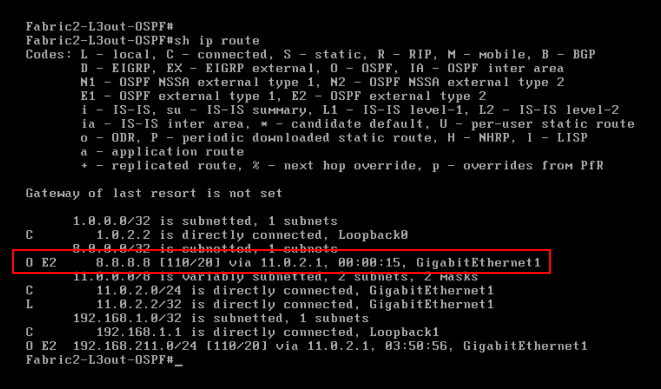 Fabric2-L3out-OSPF#
Fabric2-L3out-OSPF#sh ip route
Codes: L - local, C - connected, S - static, R - RIP, M - mobile, B - BGP
       D - EIGRP, EX - EIGRP external, O - OSPF, IA - OSPF inter area
       N1 - OSPF NSSA external type 1, N2 - OSPF NSSA external type 2
       E1 - OSPF external type 1, E2 - OSPF external type 2
       i - IS-IS, su - IS-IS summary, L1 - IS-IS level-1, L2 - IS-IS level-2
       ia - IS-IS inter area, * - candidate default, U - per-user static route
       o - ODR, P - periodic downloaded static route, H - NHRP, l - LISP
       a - application route
       + - replicated route, % - next hop override, p - overrides from PfR
Gateway of last resort is not set
      1.0.0.0/32 is subnetted, 1 subnets
C        1.0.2.2 is directly connected, Loopback0
      8.0.0.0/32 is subnetted, 1 subnets
O E2     8.8.8.8 [110/20] via 11.0.2.1, 00:00:15, GigabitEthernet1
      11.0.0.0/8 is variably subnetted, 2 subnets, 2 masks
C        11.0.2.0/24 is directly connected, GigabitEthernet1
L        11.0.2.2/32 is directly connected, GigabitEthernet1
      192.168.1.0/32 is subnetted, 1 subnets
C        192.168.1.1 is directly connected, Loopback1
O E2  192.168.211.0/24 [110/20] via 11.0.2.1, 03:50:56, GigabitEthernet1
Fabric2-L3out-OSPF#_